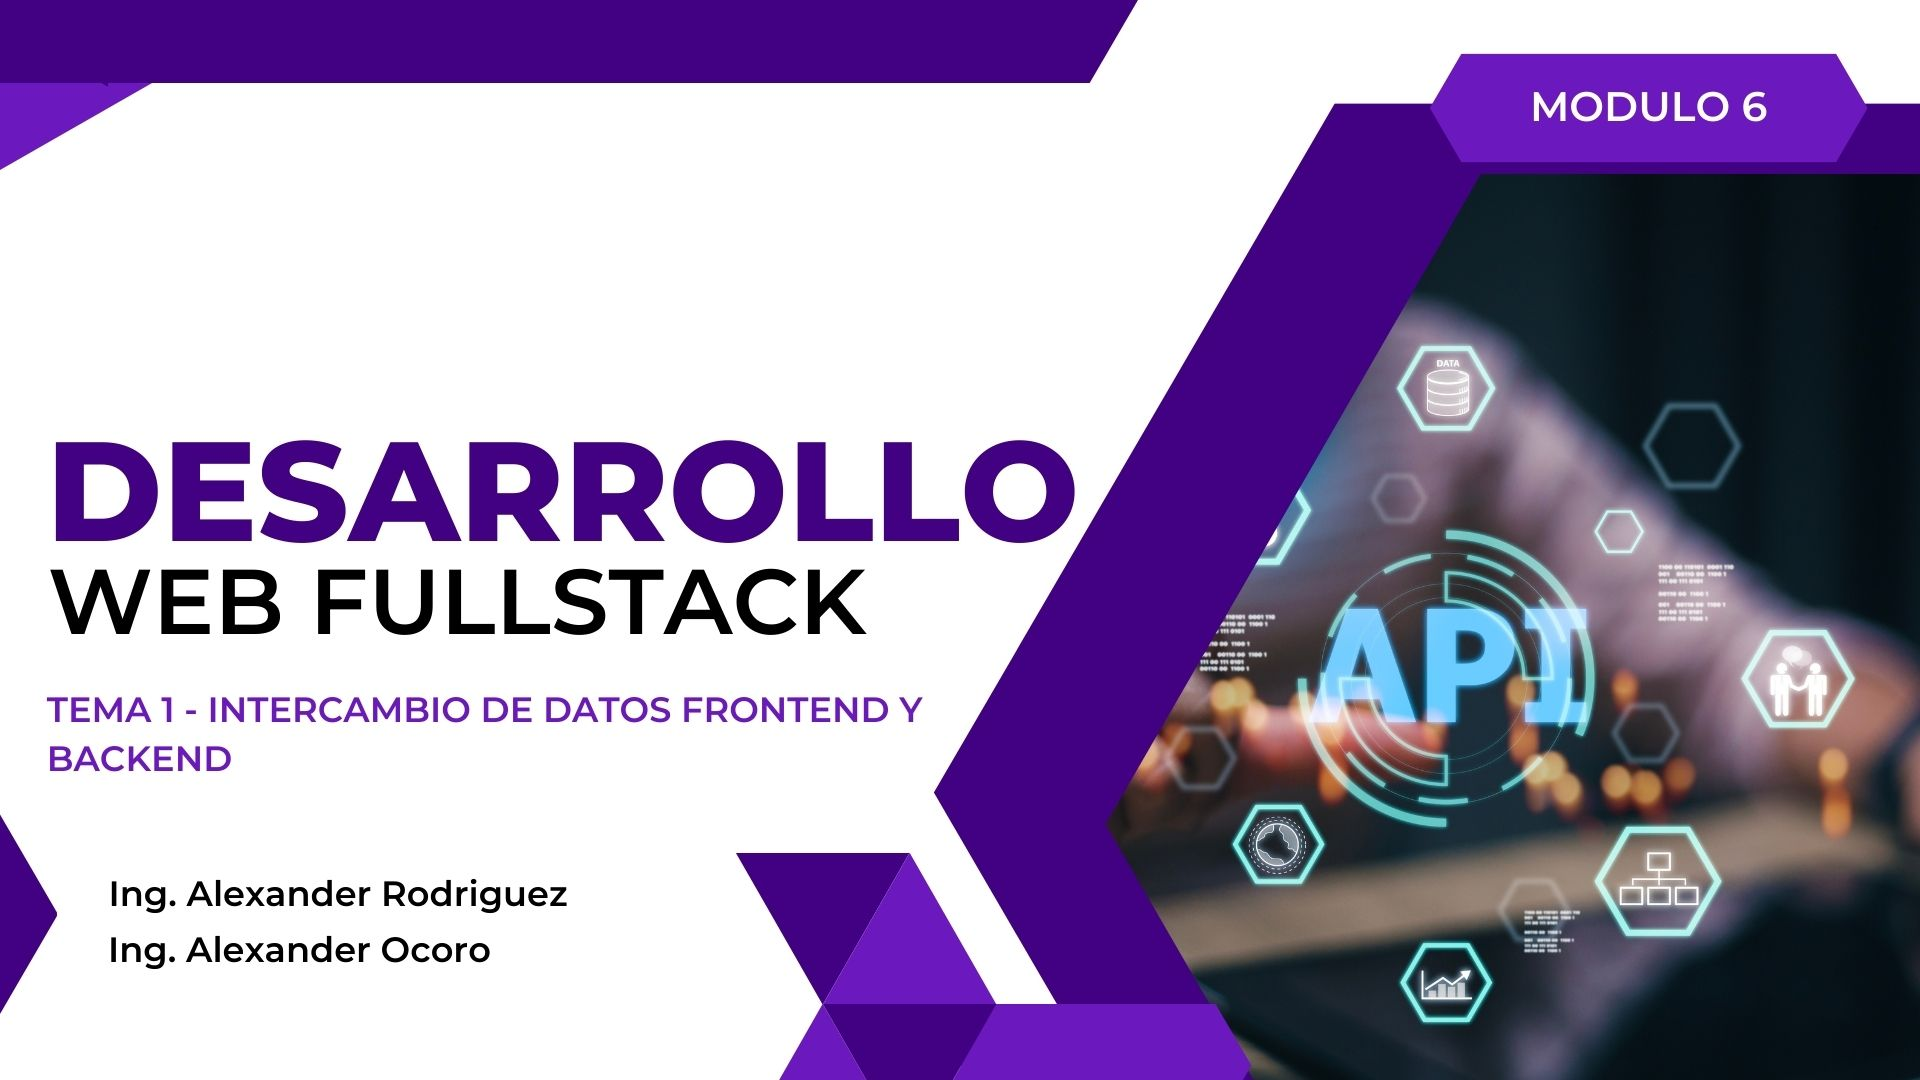 MODULO 6
DESARROLLO
WEB FULLSTACK
TEMA 1 - INTERCAMBIO DE DATOS FRONTEND Y
BACKEND
Ing. Alexander Rodriguez
Ing. Alexander Ocoro
DATA
API